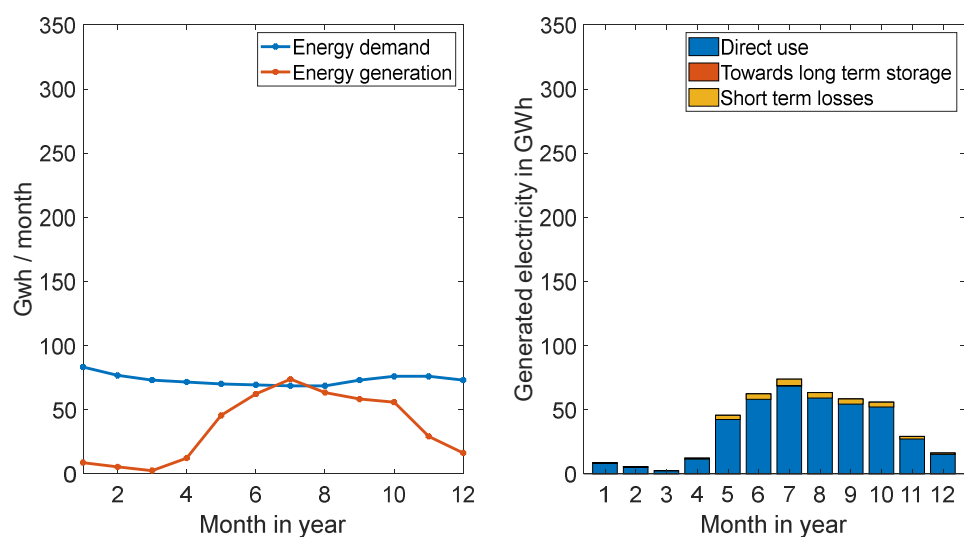 350
300
250
200
150
100
50
0
Gwh / month
Energy demand
Energy generation
2 4 6 8 10 12
Month in year
350
300
250
200
150
100
50
0
Generated electricity in GWh
Direct use
Towards long term storage
Short term losses
1 2 3 4 5 6 7 8 9 10 11 12
Month in year